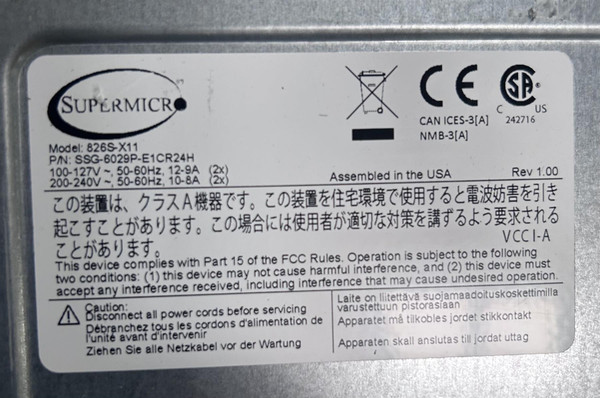 SUPERMICR
CE
SA
C US
242716
CAN ICES-3[A]
NMB-3[A]
Model: 826S-X11
P/N: SSG-6029P-E1CR24H
100-127V ~, 50-60Hz, 12-9A (2x)
200-240V ~, 50-60Hz, 10-8A (2x)
Assembled in the USA
Rev 1.00
この装置は、クラスA機器です。この装置を住宅環境で使用すると電波妨害を引き
起こすことがあります。この場合には使用者が適切な対策を講ずるよう要求される
ことがあります。
VCCI-A
This device complies with Part 15 of the FCC Rules. Operation is subject to the following
two conditions: (1) this device may not cause harmful interference, and (2) this device must
accept any interference received, including interference that may cause undesired operation.
Caution:
Disconnect all power cords before servicing
Débranchez tous les cordons d'alimentation de
l'unité avant d'intervenir
Ziehen Sie alle Netzkabel vor der Wartung
Laite on liitettävä suojamaadoituskoskettimilla
varustettuun pistorasiaan
Apparatet må tilkobles jordet stikkontakt
Apparaten skall anslutas till jordat uttag